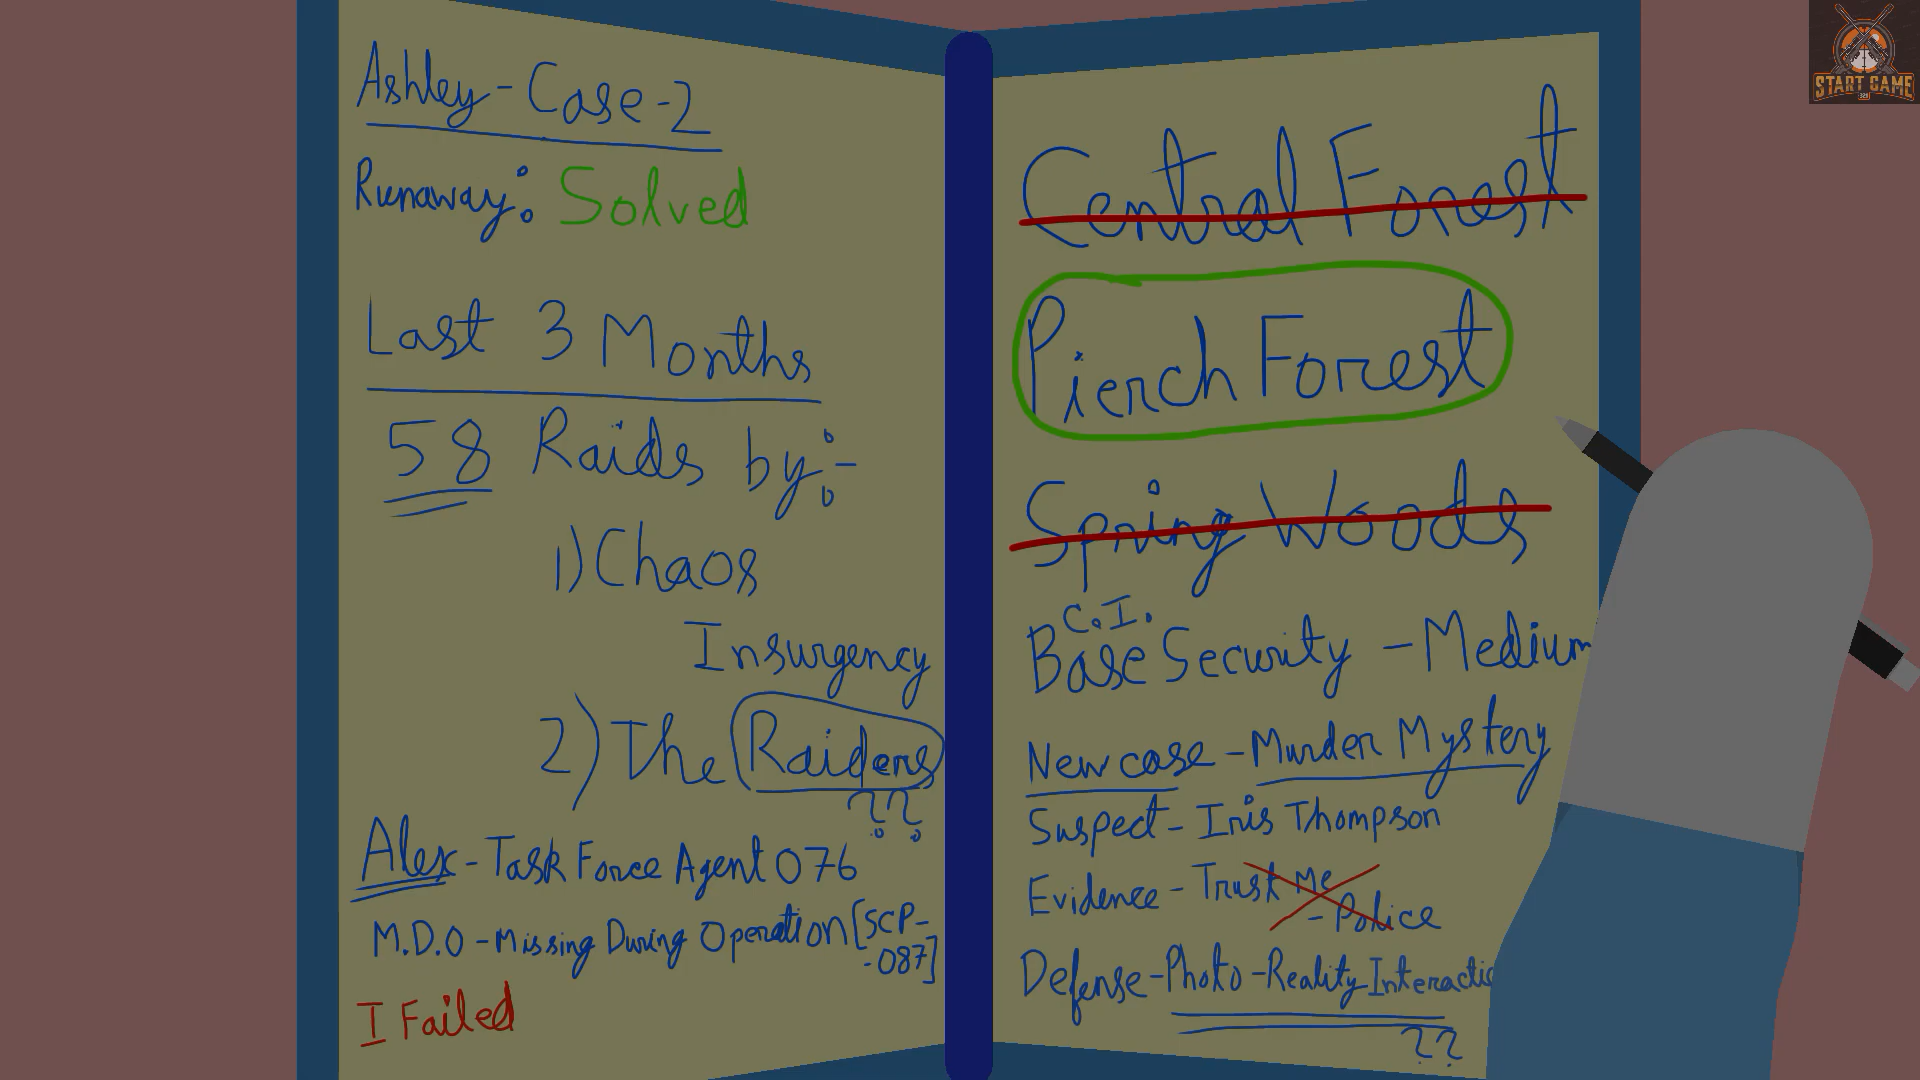 Ashley - Case - 2
Runaway: Solved
Last 3 Months
58 Raids by:-
1) Chaos
Insurgency
2) The Raiders
??
Alex - Task Force Agent 076
M.D.O - Missing During Operation [SCP-
-087]
I Failed
Central Forest
Pierch Forest
Spring Woods
C.I.
Base Security - Medium
New case - Murder Mystery
Suspect - Iris Thompson
Evidence - Trust Me
- Police
Defense - Photo - Reality Interactio
??
START GAME